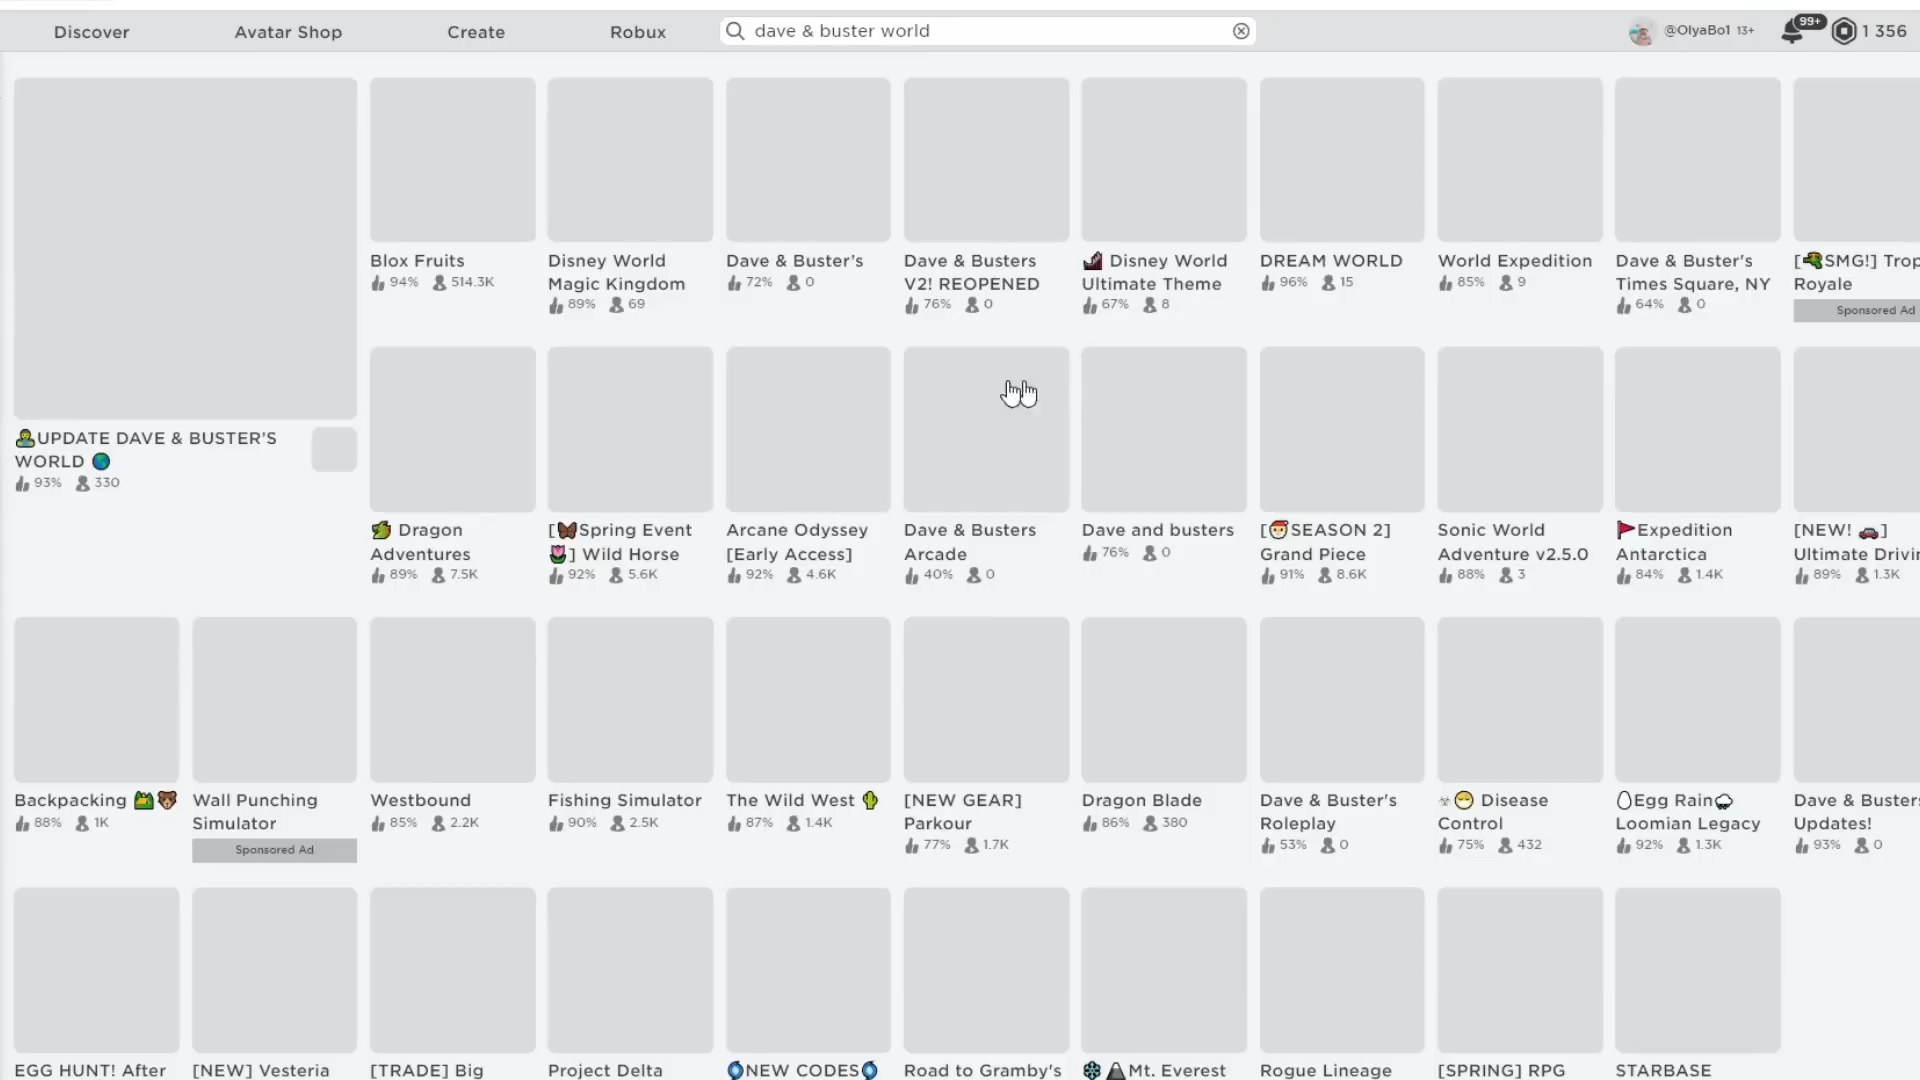 Discover Avatar Shop Create Robux dave & buster world @OlyaBo1 13+ 99+ 1 356
Blox Fruits
94% 514.3K
Disney World
Magic Kingdom
89% 69
Dave & Buster's
72% 0
Dave & Busters
V2! REOPENED
76% 0
Disney World
Ultimate Theme
67% 8
DREAM WORLD
96% 15
World Expedition
85% 9
Dave & Buster's
Times Square, NY
64% 0
[SMG!] Trop
Royale
Sponsored Ad
UPDATE DAVE & BUSTER'S
WORLD
93% 330
Dragon
Adventures
89% 7.5K
[Spring Event
] Wild Horse
92% 5.6K
Arcane Odyssey
[Early Access]
92% 4.6K
Dave & Busters
Arcade
40% 0
Dave and busters
76% 0
[SEASON 2]
Grand Piece
91% 8.6K
Sonic World
Adventure v2.5.0
88% 3
Expedition
Antarctica
84% 1.4K
[NEW! ]
Ultimate Drivin
89% 1.3K
Backpacking
88% 1K
Wall Punching
Simulator
Sponsored Ad
Westbound
85% 2.2K
Fishing Simulator
90% 2.5K
The Wild West
87% 1.4K
[NEW GEAR]
Parkour
77% 1.7K
Dragon Blade
86% 380
Dave & Buster's
Roleplay
53% 0
Disease
Control
75% 432
Egg Rain
Loomian Legacy
92% 1.3K
Dave & Busters
Updates!
93% 0
EGG HUNT! After
[NEW] Vesteria
[TRADE] Big
Project Delta
NEW CODES
Road to Gramby's
Mt. Everest
Rogue Lineage
[SPRING] RPG
STARBASE